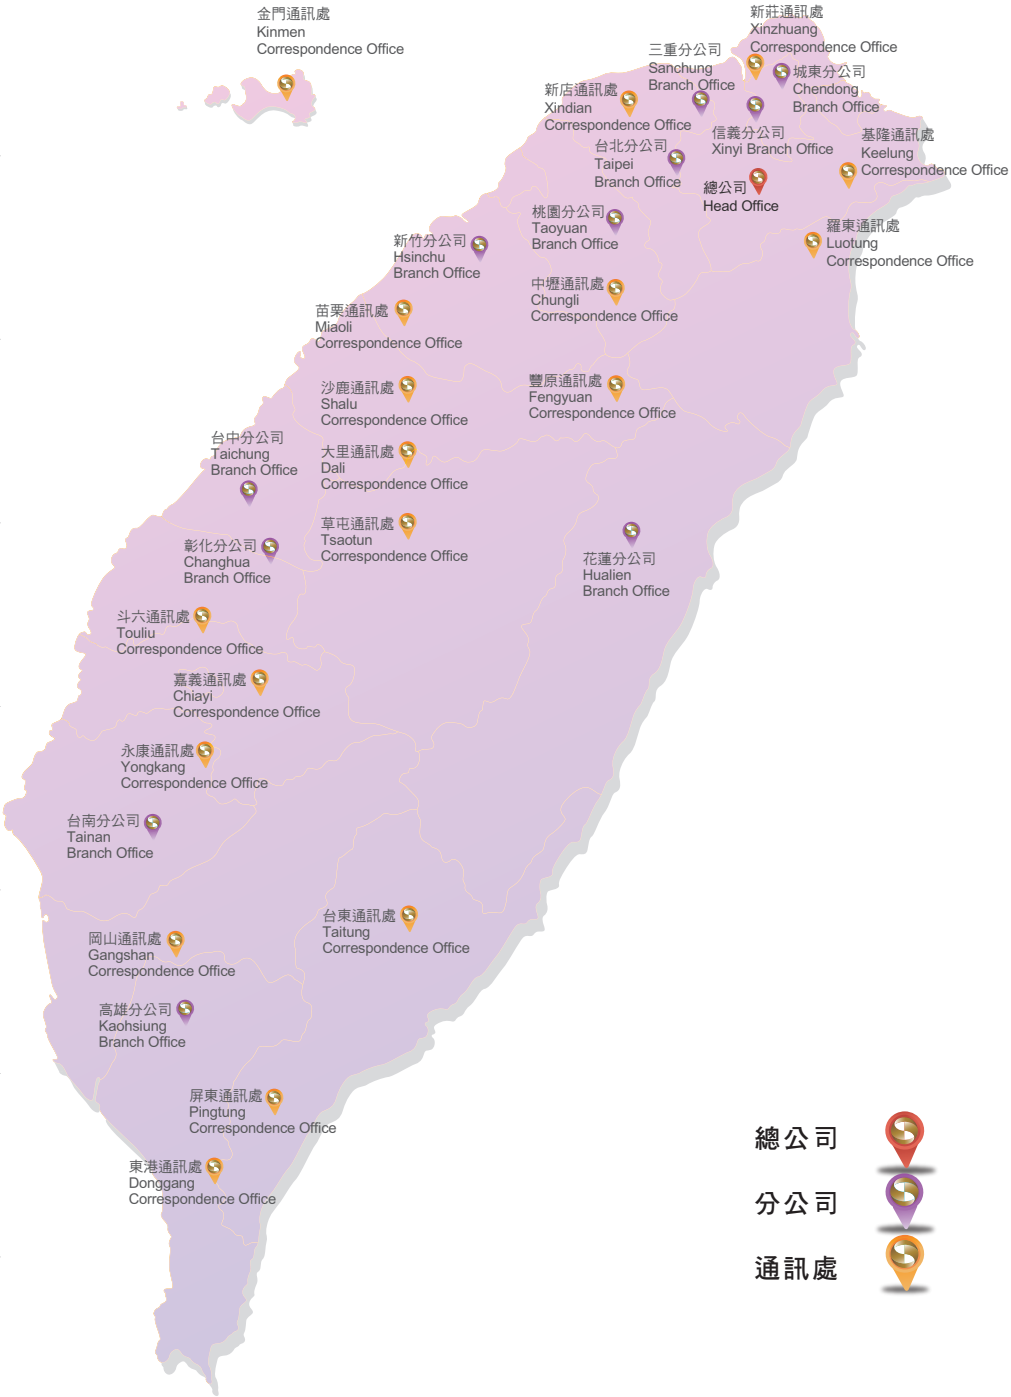 金門通訊處
Kinmen
Correspondence Office
新莊通訊處
Xinzhuang
Correspondence Office
三重分公司
Sanchung
Branch Office
城東分公司
Chendong
Branch Office
新店通訊處
Xindian
Correspondence Office
信義分公司
Xinyi Branch Office
基隆通訊處
Keelung
Correspondence Office
台北分公司
Taipei
Branch Office
總公司
Head Office
桃園分公司
Taoyuan
Branch Office
羅東通訊處
Luotung
Correspondence Office
新竹分公司
Hsinchu
Branch Office
中壢通訊處
Chungli
Correspondence Office
苗栗通訊處
Miaoli
Correspondence Office
沙鹿通訊處
Shalu
Correspondence Office
豐原通訊處
Fengyuan
Correspondence Office
台中分公司
Taichung
Branch Office
大里通訊處
Dali
Correspondence Office
草屯通訊處
Tsaotun
Correspondence Office
彰化分公司
Changhua
Branch Office
花蓮分公司
Hualien
Branch Office
斗六通訊處
Touliu
Correspondence Office
嘉義通訊處
Chiayi
Correspondence Office
永康通訊處
Yongkang
Correspondence Office
台南分公司
Tainan
Branch Office
台東通訊處
Taitung
Correspondence Office
岡山通訊處
Gangshan
Correspondence Office
高雄分公司
Kaohsiung
Branch Office
屏東通訊處
Pingtung
Correspondence Office
東港通訊處
Donggang
Correspondence Office
總公司
分公司
通訊處